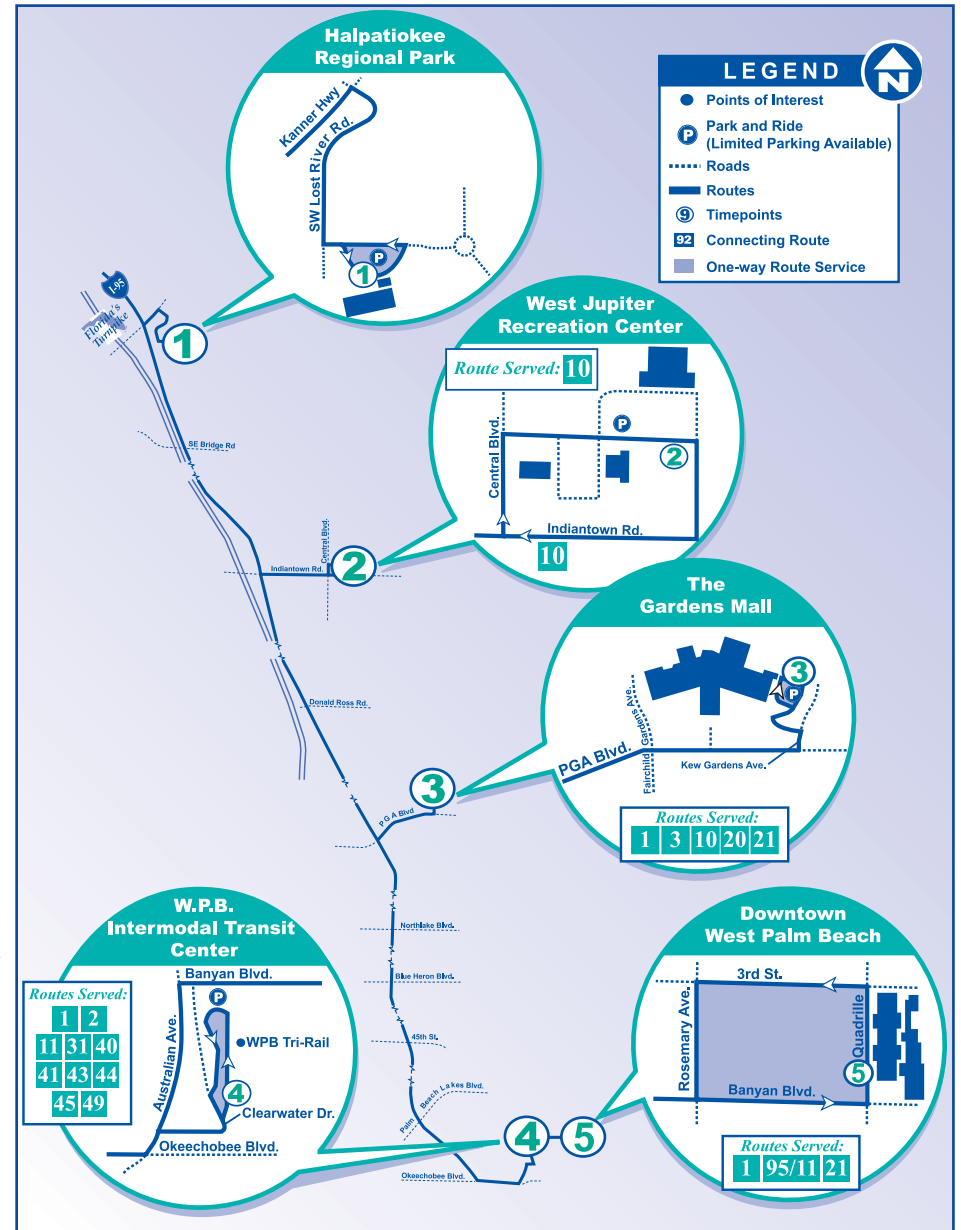 Halpatiokee
Regional Park
Kanner Hwy
SW Lost River Rd.
P
1
LEGEND
N
Points of Interest
P
Park and Ride
(Limited Parking Available)
Roads
Routes
9 Timepoints
92 Connecting Route
One-way Route Service
I-95
Florida's
Turnpike
1
SE Bridge Rd
West Jupiter
Recreation Center
Route Served: 10
P
2
Central Blvd.
Indiantown Rd.
10
Central Blvd.
2
Indiantown Rd.
The
Gardens Mall
3
P
Fairchild Gardens Ave.
PGA Blvd.
Kew Gardens Ave.
Routes Served:
1 3 10 20 21
Donald Ross Rd.
3
P G A Blvd
Northlake Blvd.
Blue Heron Blvd.
45th St.
Palm Beach Lakes Blvd.
4 5
Okeechobee Blvd.
W.P.B.
Intermodal Transit
Center
Banyan Blvd.
P
Australian Ave.
WPB Tri-Rail
4
Clearwater Dr.
Okeechobee Blvd.
Routes Served:
1 2
11 31 40
41 43 44
45 49
Downtown
West Palm Beach
3rd St.
Rosemary Ave.
Quadrille
5
Banyan Blvd.
Routes Served:
1 95/11 21